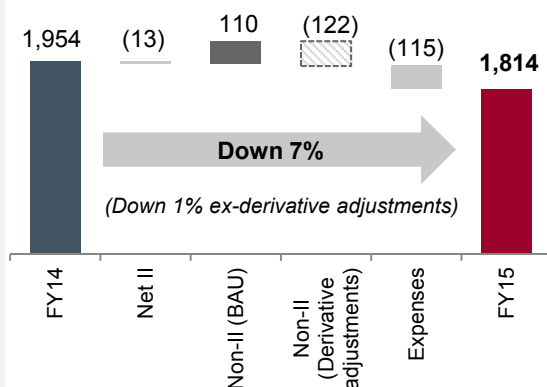 1,954
(13)
110
(122)
(115)
1,814
Down 7%
(Down 1% ex-derivative adjustments)
FY14
Net II
Non-II (BAU)
Non-II
(Derivative
adjustments)
Expenses
FY15